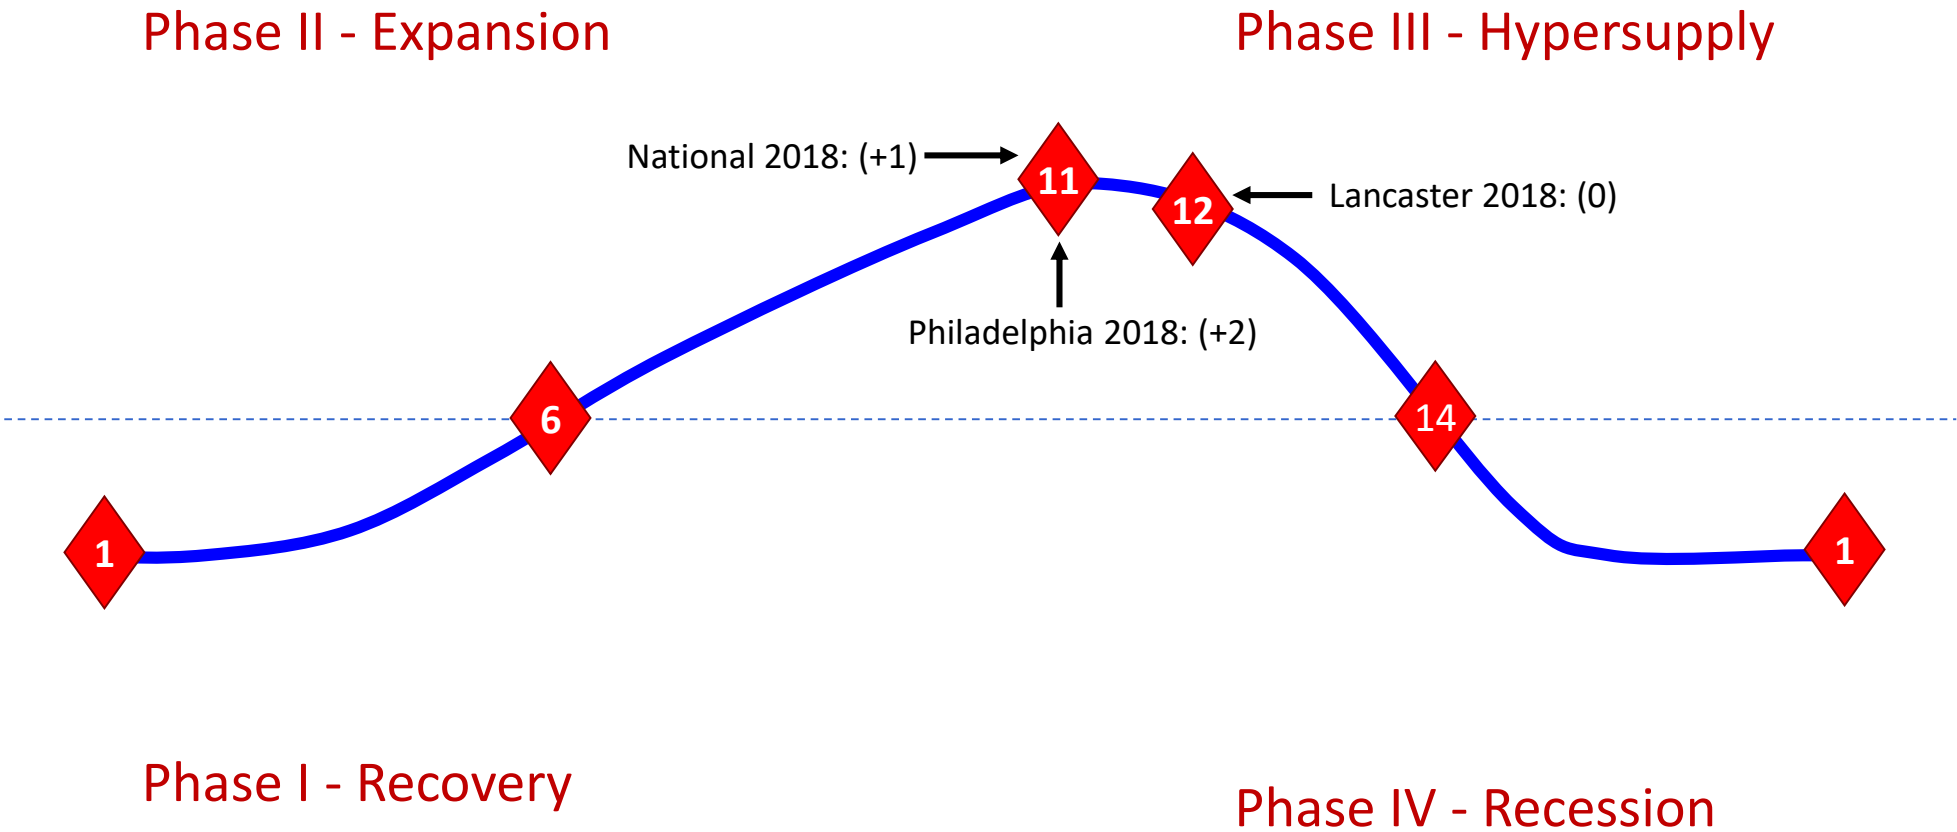 Phase II - Expansion
Phase III - Hypersupply
National 2018: (+1)
11
12
Lancaster 2018: (0)
Philadelphia 2018: (+2)
6
14
1
1
Phase I - Recovery
Phase IV - Recession